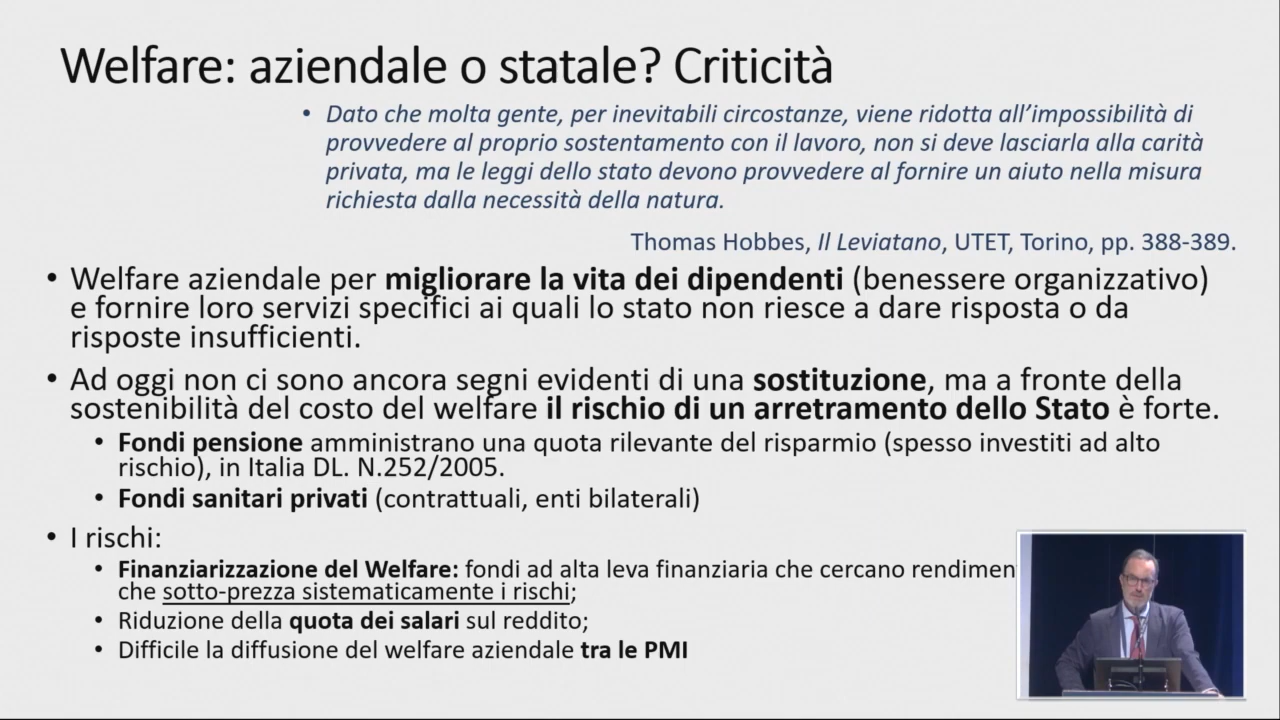 Welfare: aziendale o statale? Criticità
• Dato che molta gente, per inevitabili circostanze, viene ridotta all’impossibilità di
provvedere al proprio sostentamento con il lavoro, non si deve lasciarla alla carità
privata, ma le leggi dello stato devono provvedere al fornire un aiuto nella misura
richiesta dalla necessità della natura.
Thomas Hobbes, Il Leviatano, UTET, Torino, pp. 388-389.
• Welfare aziendale per migliorare la vita dei dipendenti (benessere organizzativo)
e fornire loro servizi specifici ai quali lo stato non riesce a dare risposta o da
risposte insufficienti.
• Ad oggi non ci sono ancora segni evidenti di una sostituzione, ma a fronte della
sostenibilità del costo del welfare il rischio di un arretramento dello Stato è forte.
• Fondi pensione amministrano una quota rilevante del risparmio (spesso investiti ad alto
rischio), in Italia DL. N.252/2005.
• Fondi sanitari privati (contrattuali, enti bilaterali)
• I rischi:
• Finanziarizzazione del Welfare: fondi ad alta leva finanziaria che cercano
che sotto-prezza sistematicamente i rischi;
• Riduzione della quota dei salari sul reddito;
• Difficile la diffusione del welfare aziendale tra le PMI